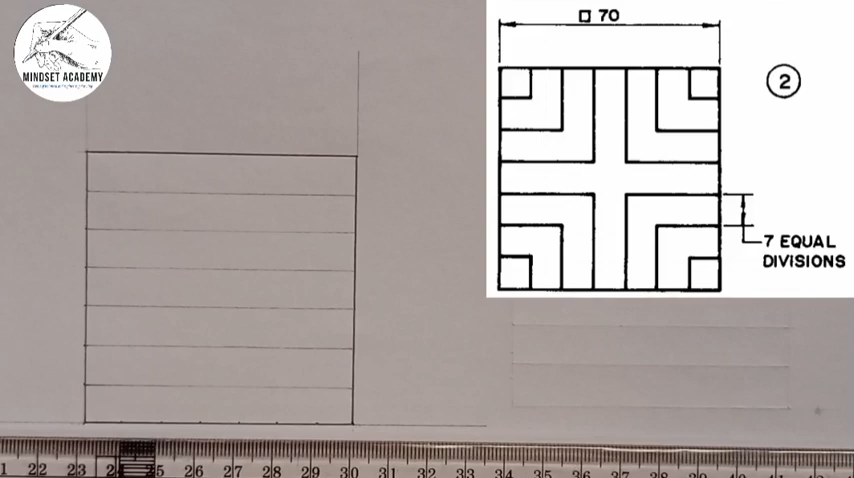 MINDSET ACADEMY
□ 70
2
7 EQUAL
DIVISIONS
1 22 23 24 25 26 27 28 29 30 31 32 33 34 35 36 37 38 39 40 41